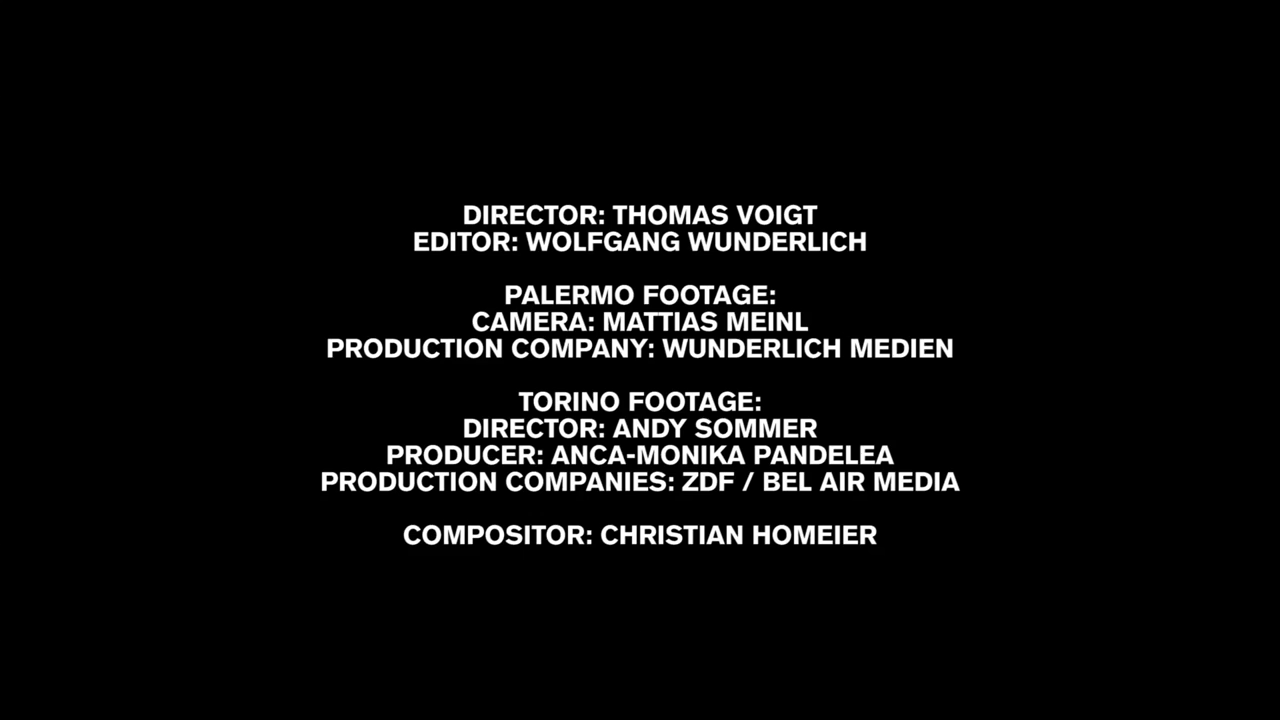 DIRECTOR: THOMAS VOIGT
EDITOR: WOLFGANG WUNDERLICH
PALERMO FOOTAGE:
CAMERA: MATTIAS MEINL
PRODUCTION COMPANY: WUNDERLICH MEDIEN
TORINO FOOTAGE:
DIRECTOR: ANDY SOMMER
PRODUCER: ANCA-MONIKA PANDELEA
PRODUCTION COMPANIES: ZDF / BEL AIR MEDIA
COMPOSITOR: CHRISTIAN HOMEIER